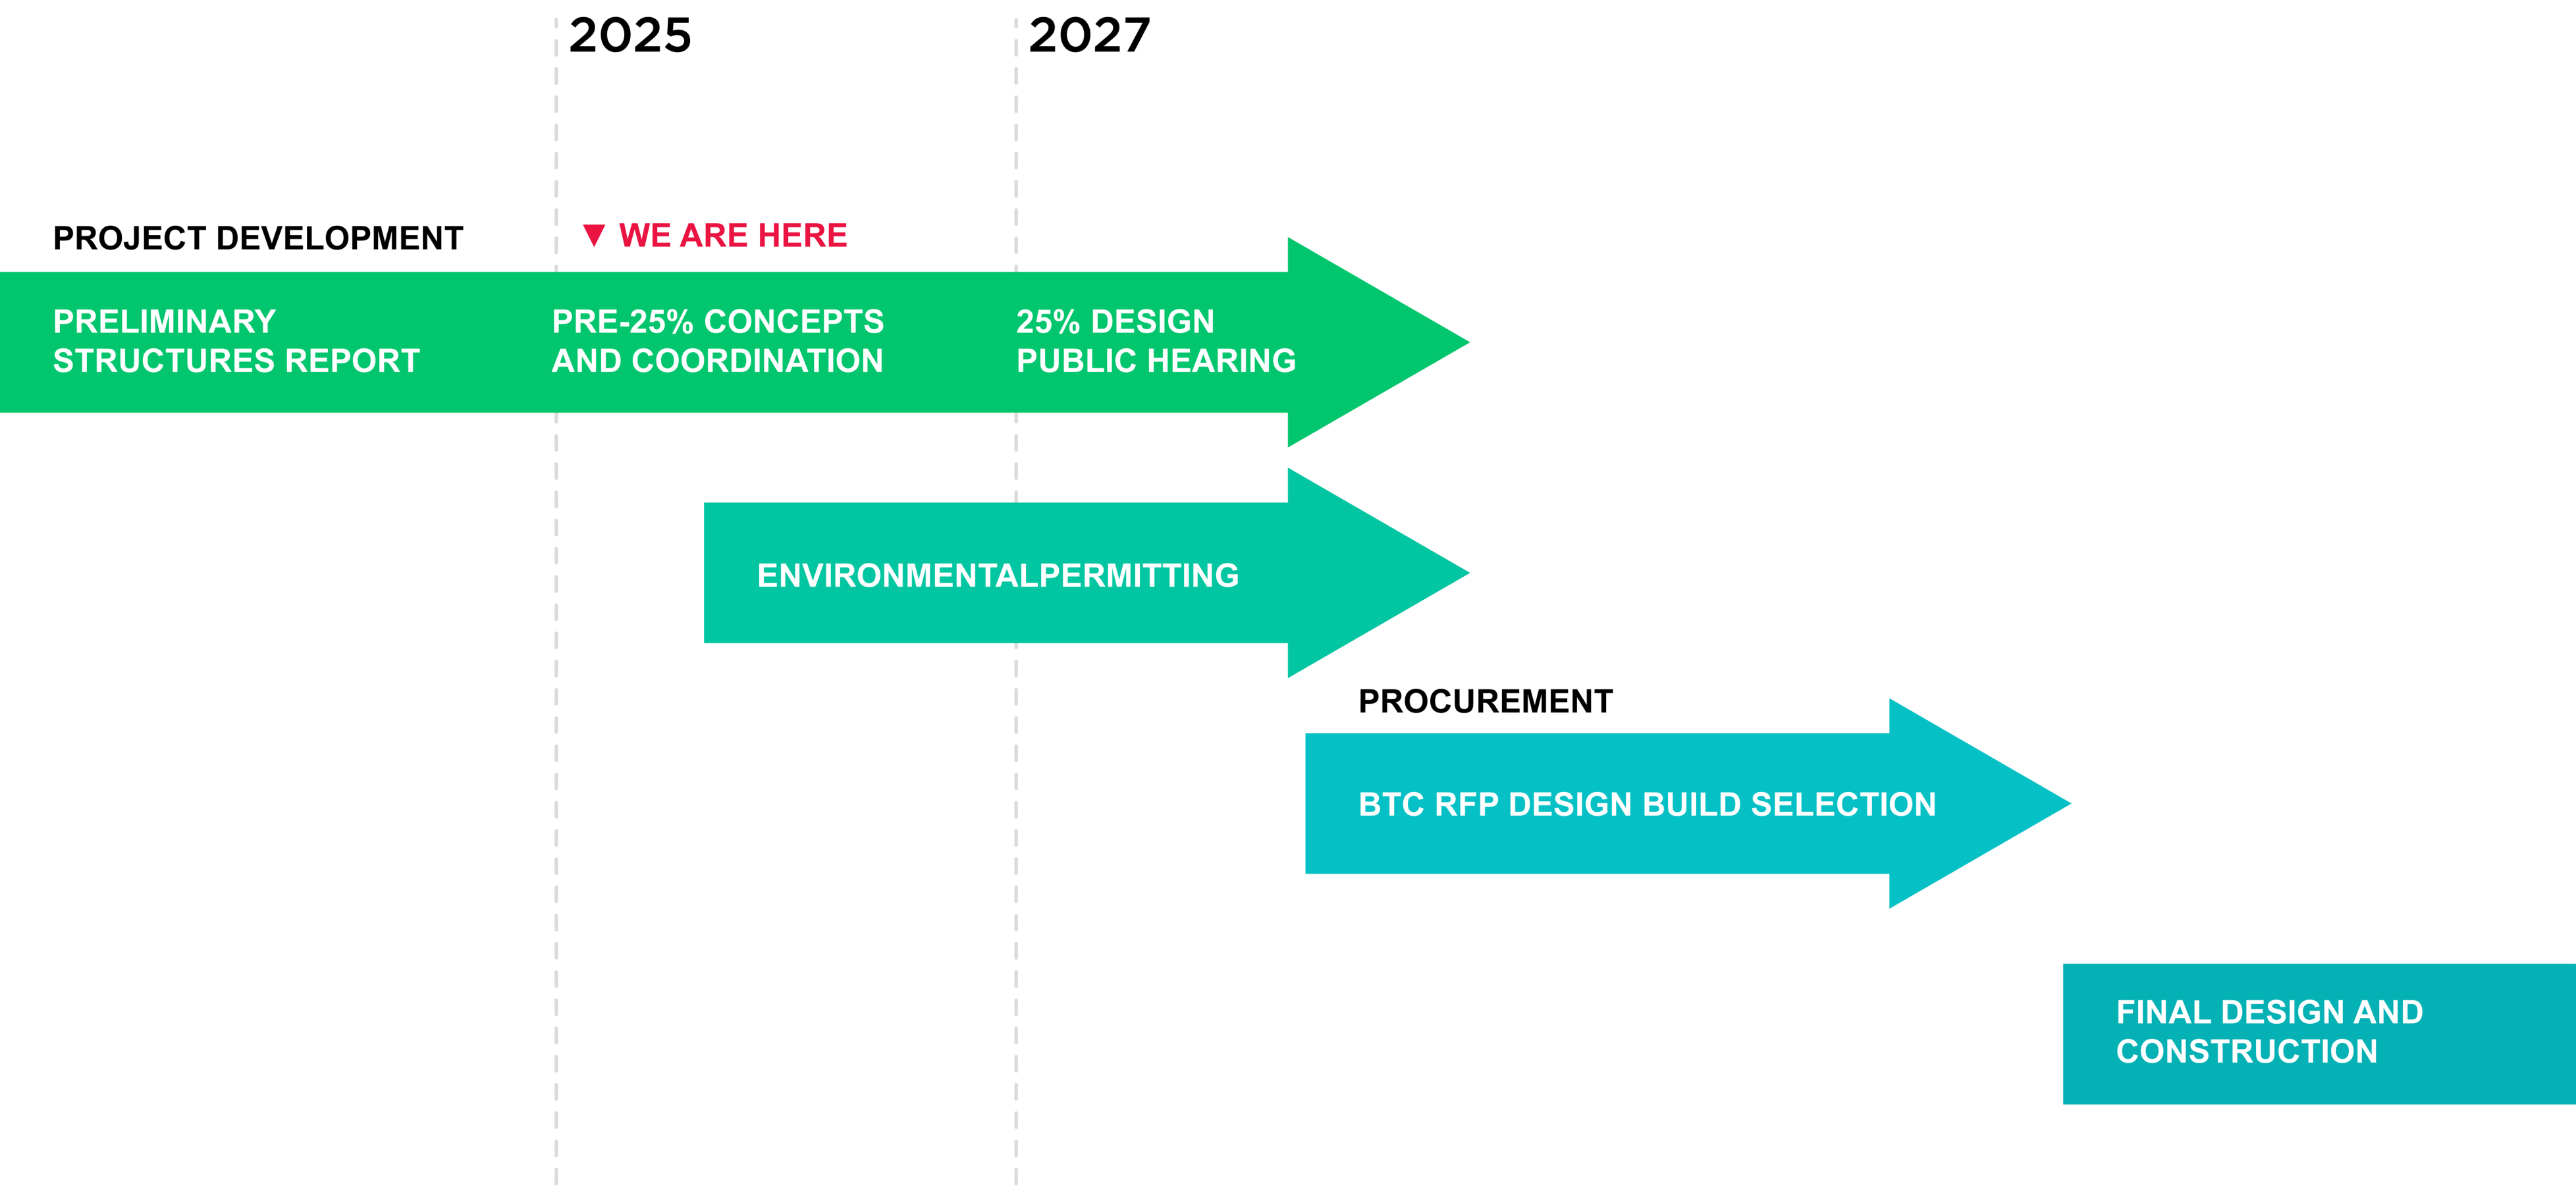 2025
2027
PROJECT DEVELOPMENT
▼ WE ARE HERE
PRELIMINARY
STRUCTURES REPORT
PRE-25% CONCEPTS
AND COORDINATION
25% DESIGN
PUBLIC HEARING
ENVIRONMENTALPERMITTING
PROCUREMENT
BTC RFP DESIGN BUILD SELECTION
FINAL DESIGN AND
CONSTRUCTION